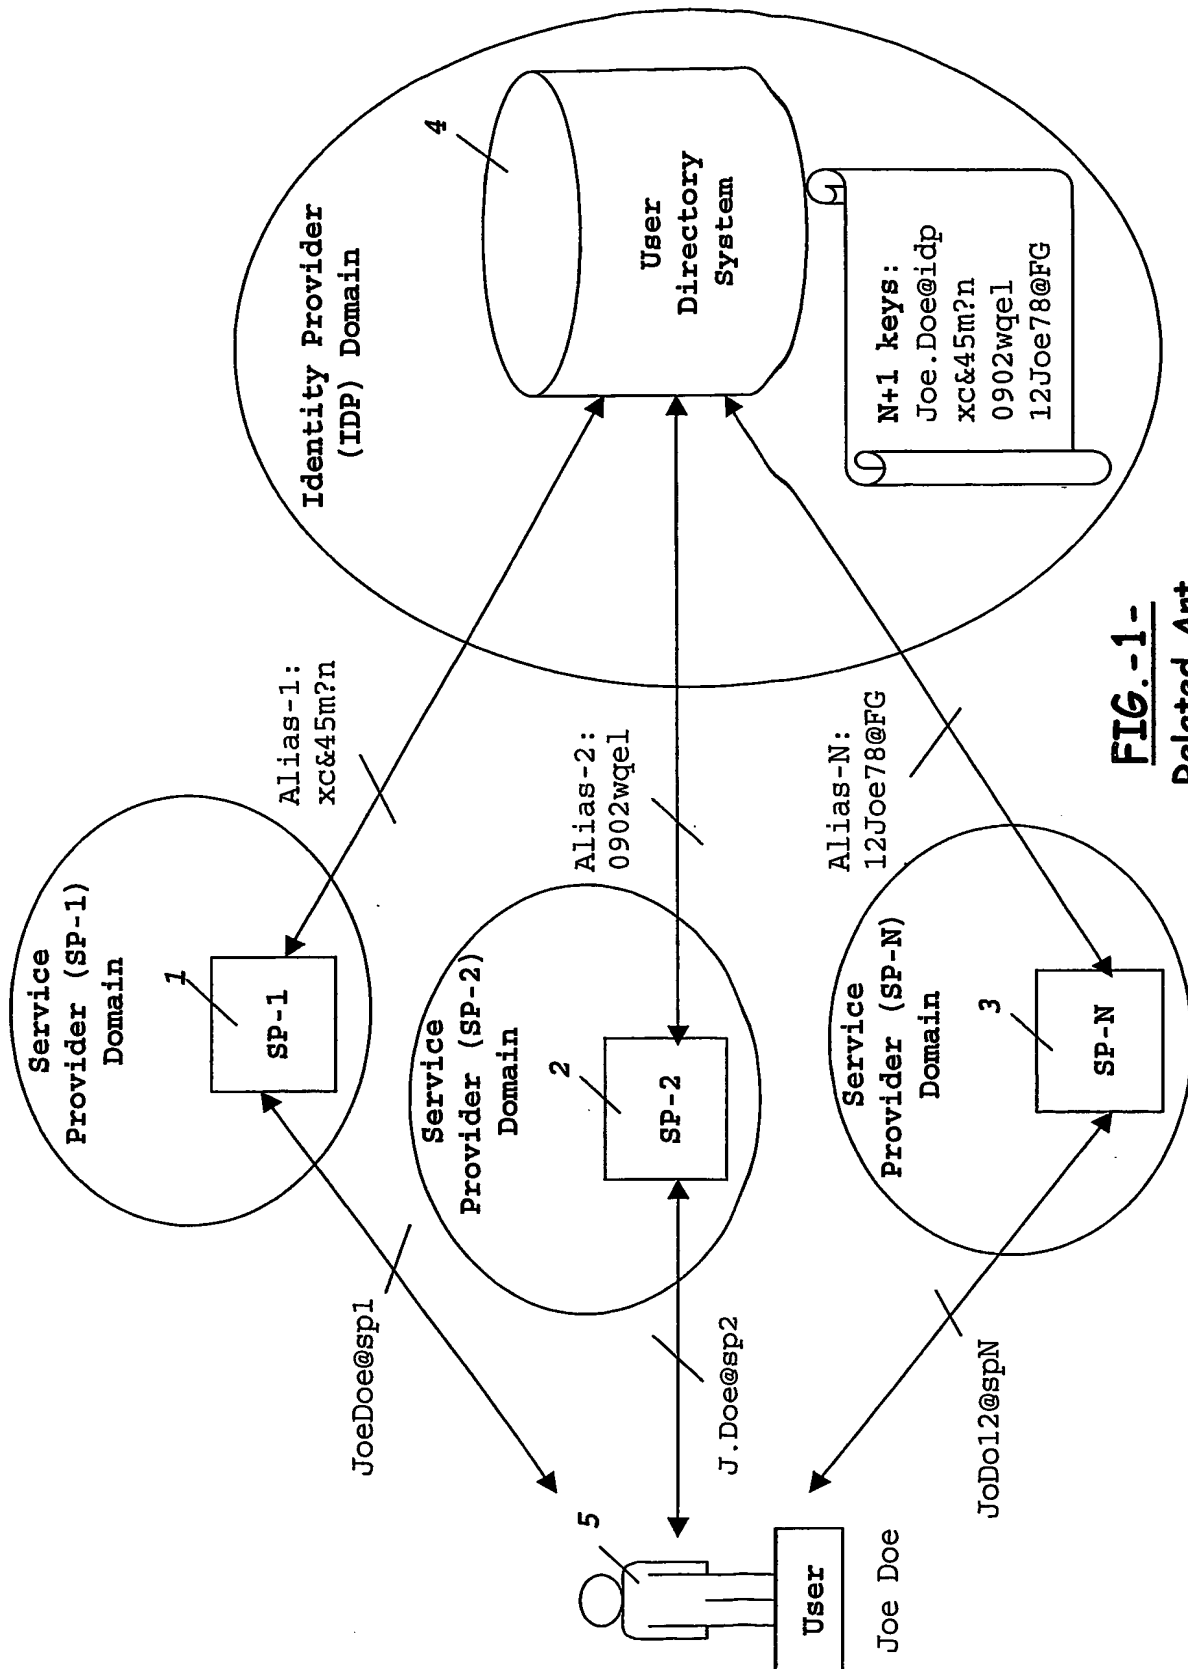 Service
Provider (SP-1)
Domain
1
SP-1
Alias-1:
xc&45m?n
JoeDoe@sp1
Identity Provider
(IDP) Domain
4
User
Directory
System
N+1 keys:
Joe.Doe@idp
xc&45m?n
0902wqel
12Joe78@FG
Service
Provider (SP-2)
Domain
2
SP-2
Alias-2:
0902wqel
J.Doe@sp2
5
User
Joe Doe
Service
Provider (SP-N)
Domain
3
SP-N
Alias-N:
12Joe78@FG
JoDo12@spN
FIG.-1-
Related Art